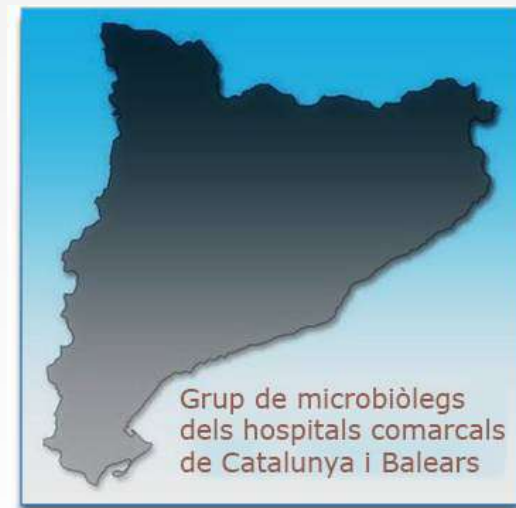 Grup de microbiòlegs
dels hospitals comarcals
de Catalunya i Balears